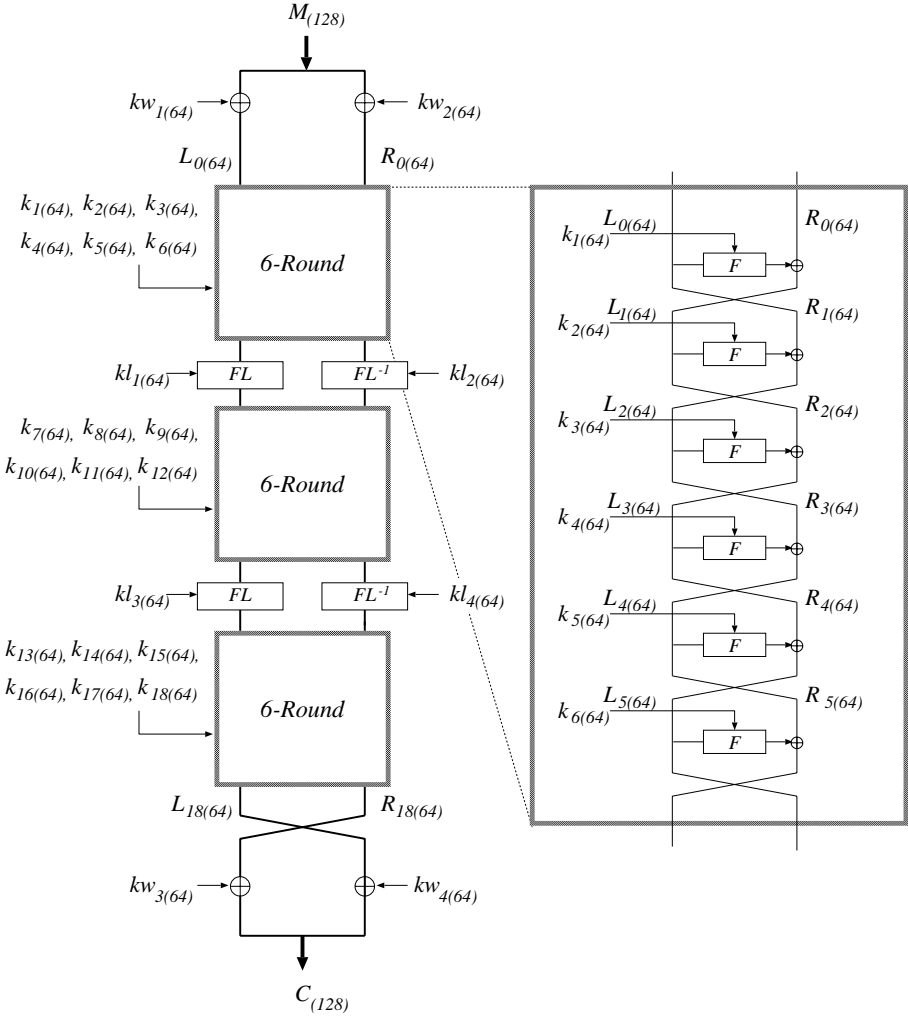 M(128)
kw1(64)
kw2(64)
L0(64)
R0(64)
k1(64), k2(64), k3(64),
k4(64), k5(64), k6(64)
6-Round
kl1(64)
FL
FL-1
kl2(64)
k7(64), k8(64), k9(64),
k10(64), k11(64), k12(64)
6-Round
kl3(64)
FL
FL-1
kl4(64)
k13(64), k14(64), k15(64),
k16(64), k17(64), k18(64)
6-Round
L18(64)
R18(64)
kw3(64)
kw4(64)
C(128)
L0(64)
R0(64)
k1(64)
F
L1(64)
R1(64)
k2(64)
F
L2(64)
R2(64)
k3(64)
F
L3(64)
R3(64)
k4(64)
F
L4(64)
R4(64)
k5(64)
F
L5(64)
R5(64)
k6(64)
F